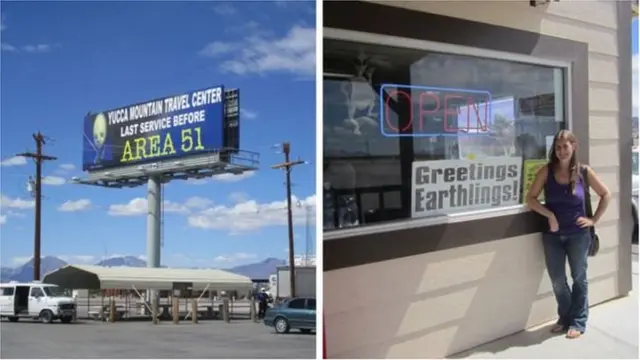 YUCCA MOUNTAIN TRAVEL CENTER
LAST SERVICE BEFORE
AREA 51
OPEN
Greetings
Earthlings!